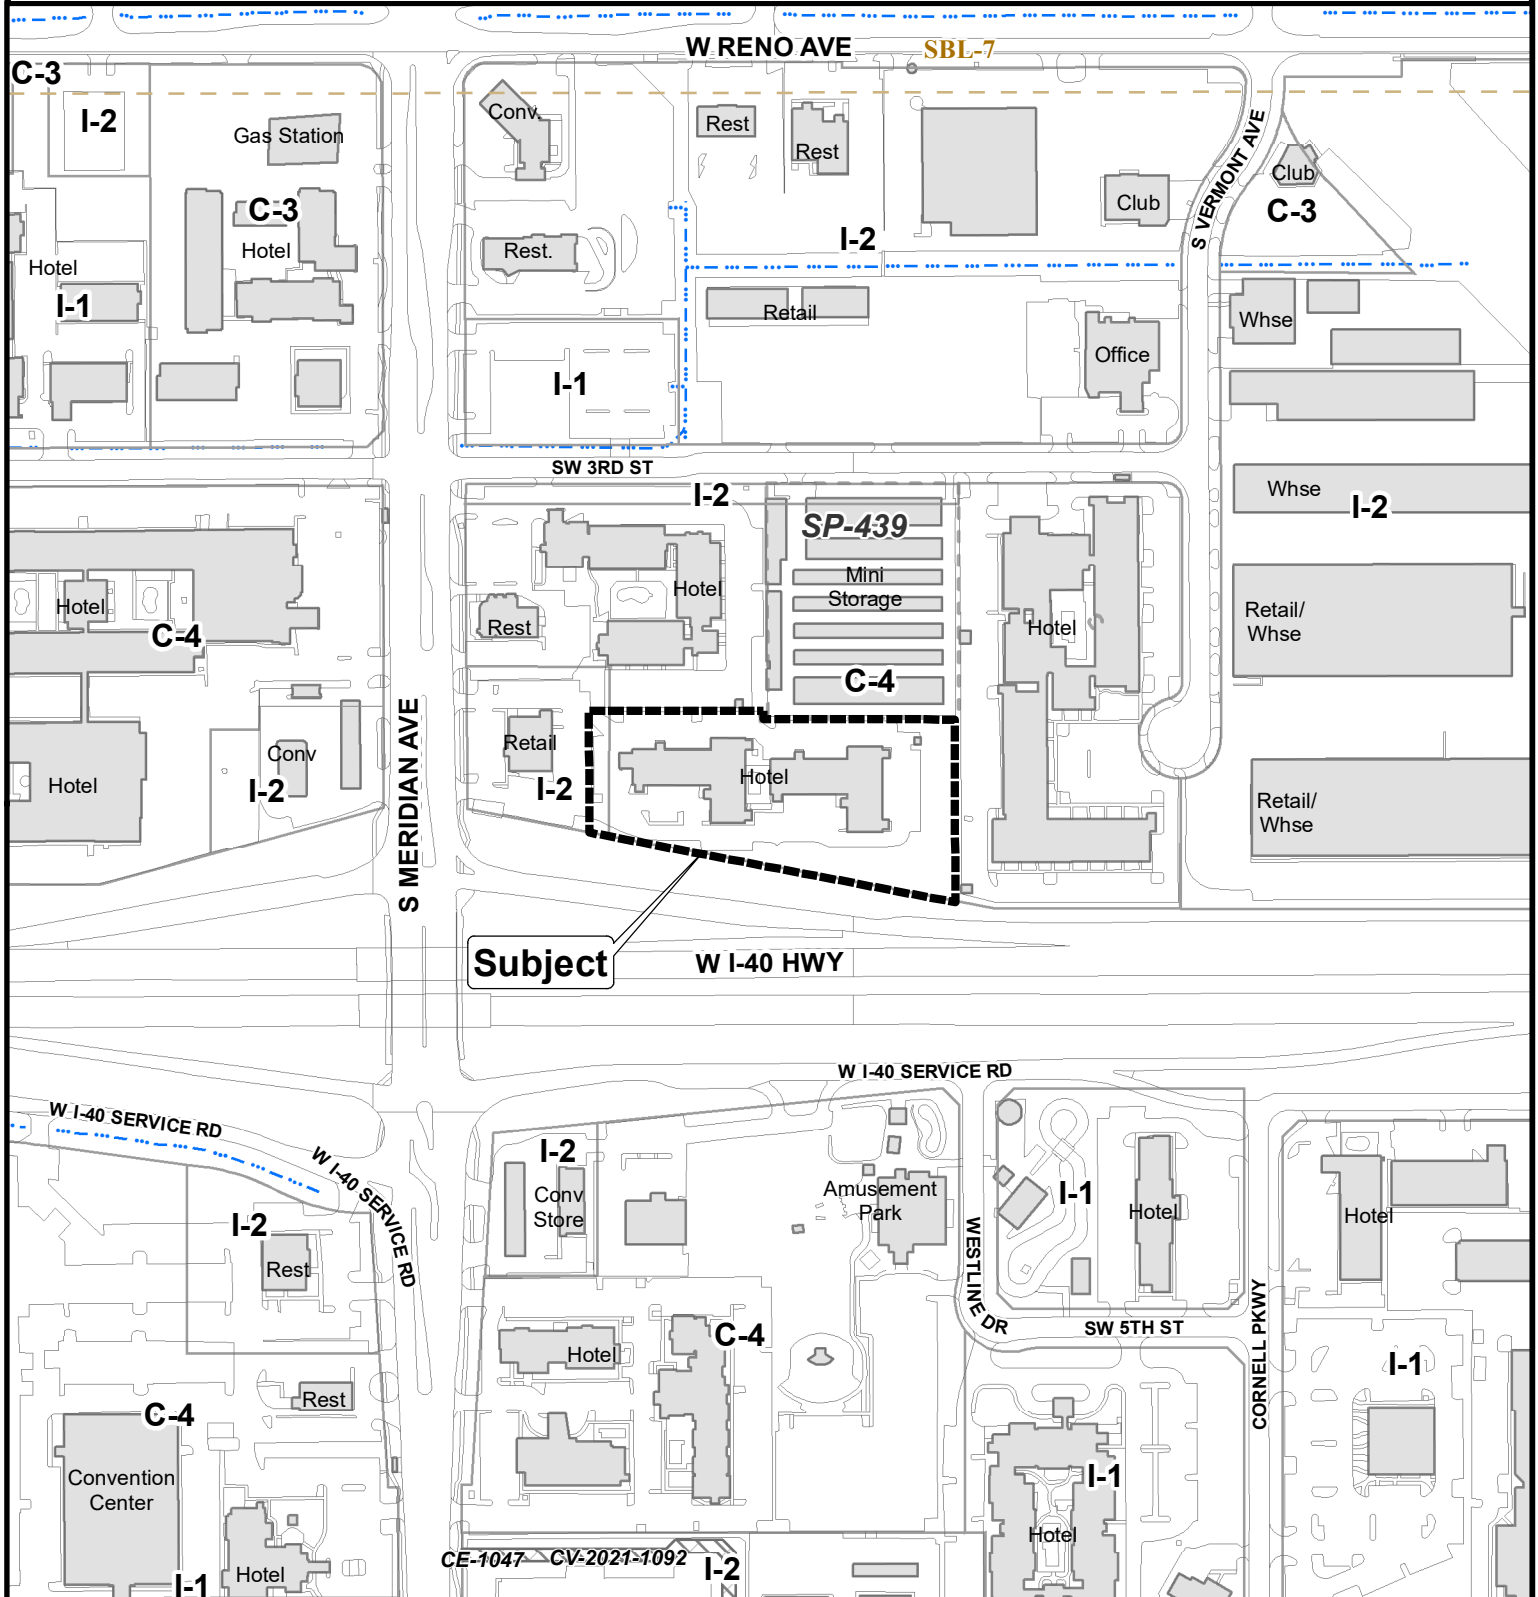 W RENO AVE
SBL-7
C-3
I-2
Gas Station
Conv.
Rest
Rest
Club
S VERMONT AVE
Club
C-3
C-3
Hotel
Hotel
I-1
Rest.
I-2
Retail
Whse
Office
I-1
SW 3RD ST
I-2
SP-439
Whse
I-2
Mini
Storage
Hotel
Hotel
Rest
C-4
Hotel
Retail/
Whse
C-4
S MERIDIAN AVE
Retail
Conv
I-2
Hotel
I-2
Hotel
Retail/
Whse
Subject
W I-40 HWY
W I-40 SERVICE RD
W I-40 SERVICE RD
W I-40 SERVICE RD
I-2
Conv
Store
Amusement
Park
I-1
Hotel
Hotel
I-2
Rest
WESTLINE DR
CORNELL PKWY
SW 5TH ST
C-4
Hotel
I-1
Rest
C-4
Convention
Center
I-1
Hotel
CE-1047
CV-2021-1092
I-2
Hotel
I-1